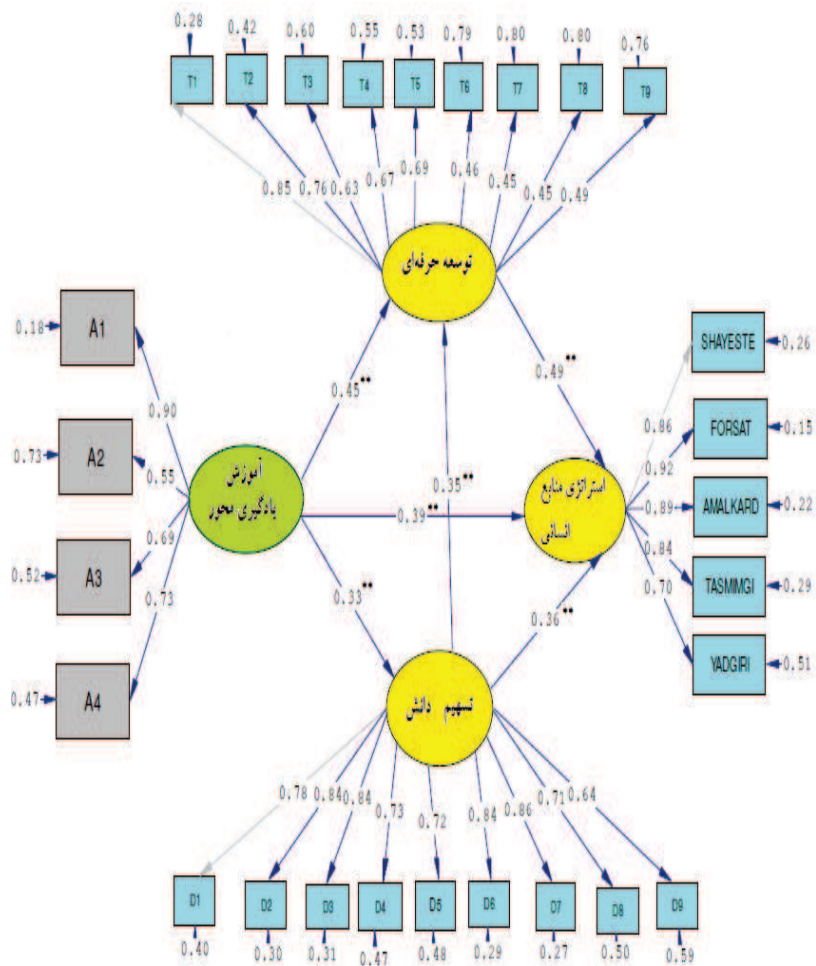 0.28 0.42 0.60 0.55 0.53 0.79 0.80 0.80 0.76
T1 T2 T3 T4 T5 T6 T7 T8 T9
0.85 0.76 0.63 0.67 0.69 0.46 0.45 0.45 0.49
توسعه حرفه‌ای
0.18 A1
0.90
0.73 A2
0.55
0.52 A3
0.69
0.47 A4
0.73
آموزش
یادگیری محور
0.45**
0.49**
0.35**
0.39**
0.33**
0.36**
استراتژی منابع
انسانی
SHAYESTE 0.26
0.86
FORSAT 0.15
0.92
AMALKARD 0.22
0.89
TASMIMGI 0.29
0.84
YADGIRI 0.51
0.70
تسهیم دانش
0.78 0.84 0.84 0.73 0.72 0.84 0.86 0.71 0.64
D1 D2 D3 D4 D5 D6 D7 D8 D9
0.40 0.30 0.31 0.47 0.48 0.29 0.27 0.50 0.59